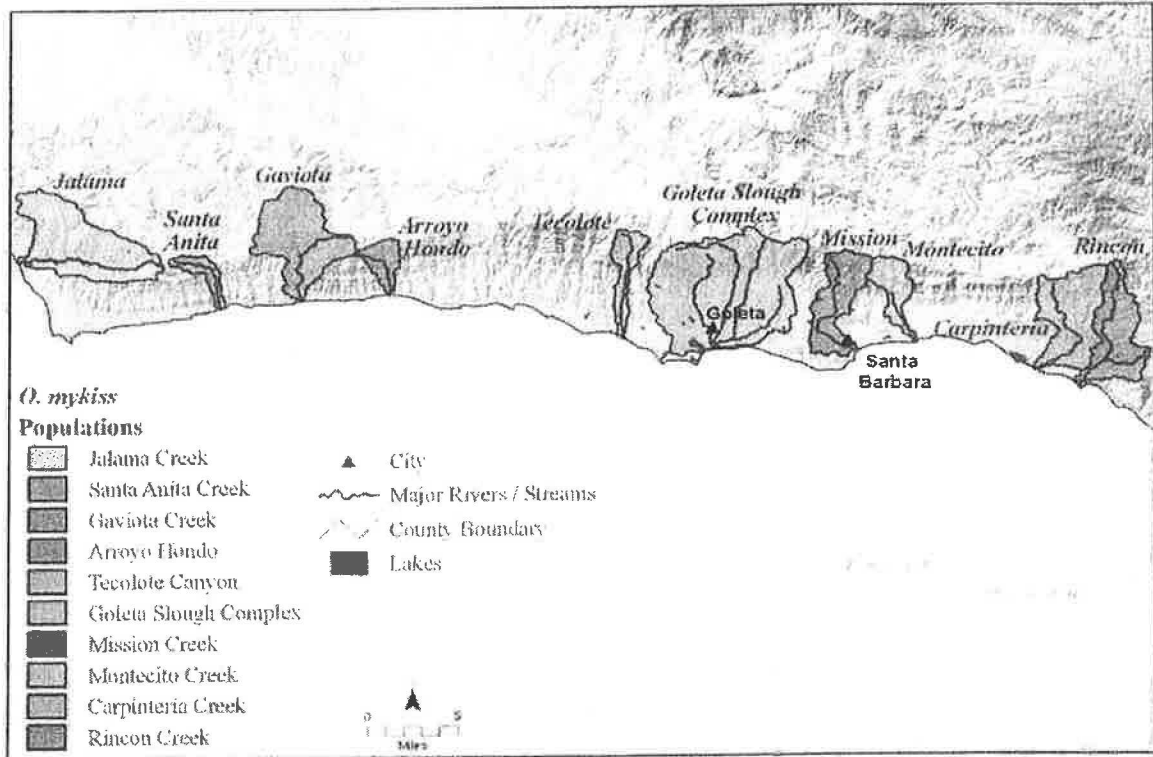 Jalama
Santa
Anita
Gaviota
Arroyo
Hondo
Tecolote
Goleta Slough
Complex
Mission
Montecito
Rincon
Carpinteria
Goleta
Santa
Barbara
O. mykiss
Populations
Jalama Creek
Santa Anita Creek
Gaviota Creek
Arroyo Hondo
Tecolote Canyon
Goleta Slough Complex
Mission Creek
Montecito Creek
Carpinteria Creek
Rincon Creek
City
Major Rivers / Streams
County Boundary
Lakes
0 5
Miles